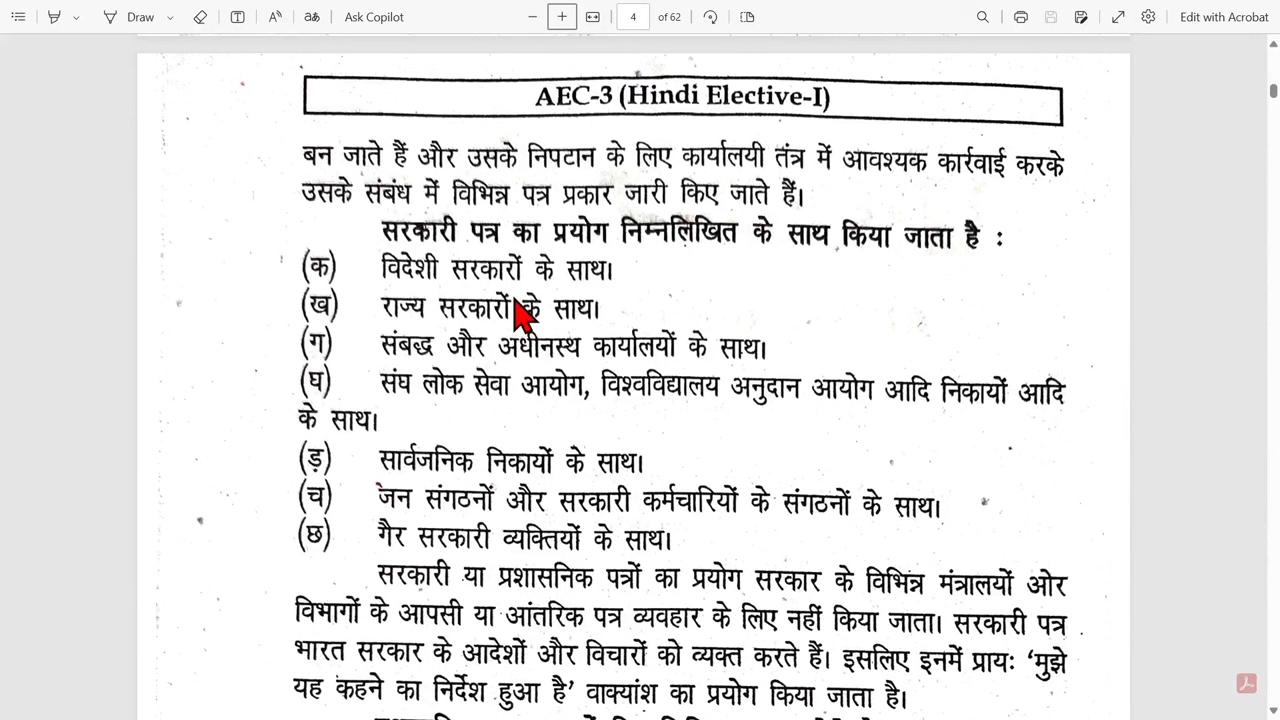 Draw
Ask Copilot
4
of 62
Edit with Acrobat
AEC-3 (Hindi Elective-I)
बन जाते हैं और उसके निपटान के लिए कार्यालयी तंत्र में आवश्यक कार्रवाई करके
उसके संबंध में विभिन्न पत्र प्रकार जारी किए जाते हैं।
सरकारी पत्र का प्रयोग निम्नलिखित के साथ किया जाता है :
(क) विदेशी सरकारों के साथ।
(ख) राज्य सरकारों के साथ।
(ग) संबद्ध और अधीनस्थ कार्यालयों के साथ।
(घ) संघ लोक सेवा आयोग, विश्वविद्यालय अनुदान आयोग आदि निकायों आदि
के साथ।
(ड़) सार्वजनिक निकायों के साथ।
(च) जन संगठनों और सरकारी कर्मचारियों के संगठनों के साथ।
(छ) गैर सरकारी व्यक्तियों के साथ।
सरकारी या प्रशासनिक पत्रों का प्रयोग सरकार के विभिन्न मंत्रालयों ओर
विभागों के आपसी या आंतरिक पत्र व्यवहार के लिए नहीं किया जाता। सरकारी पत्र
भारत सरकार के आदेशों और विचारों को व्यक्त करते हैं। इसलिए इनमें प्रायः ‘मुझे
यह कहने का निर्देश हुआ है’ वाक्यांश का प्रयोग किया जाता है।